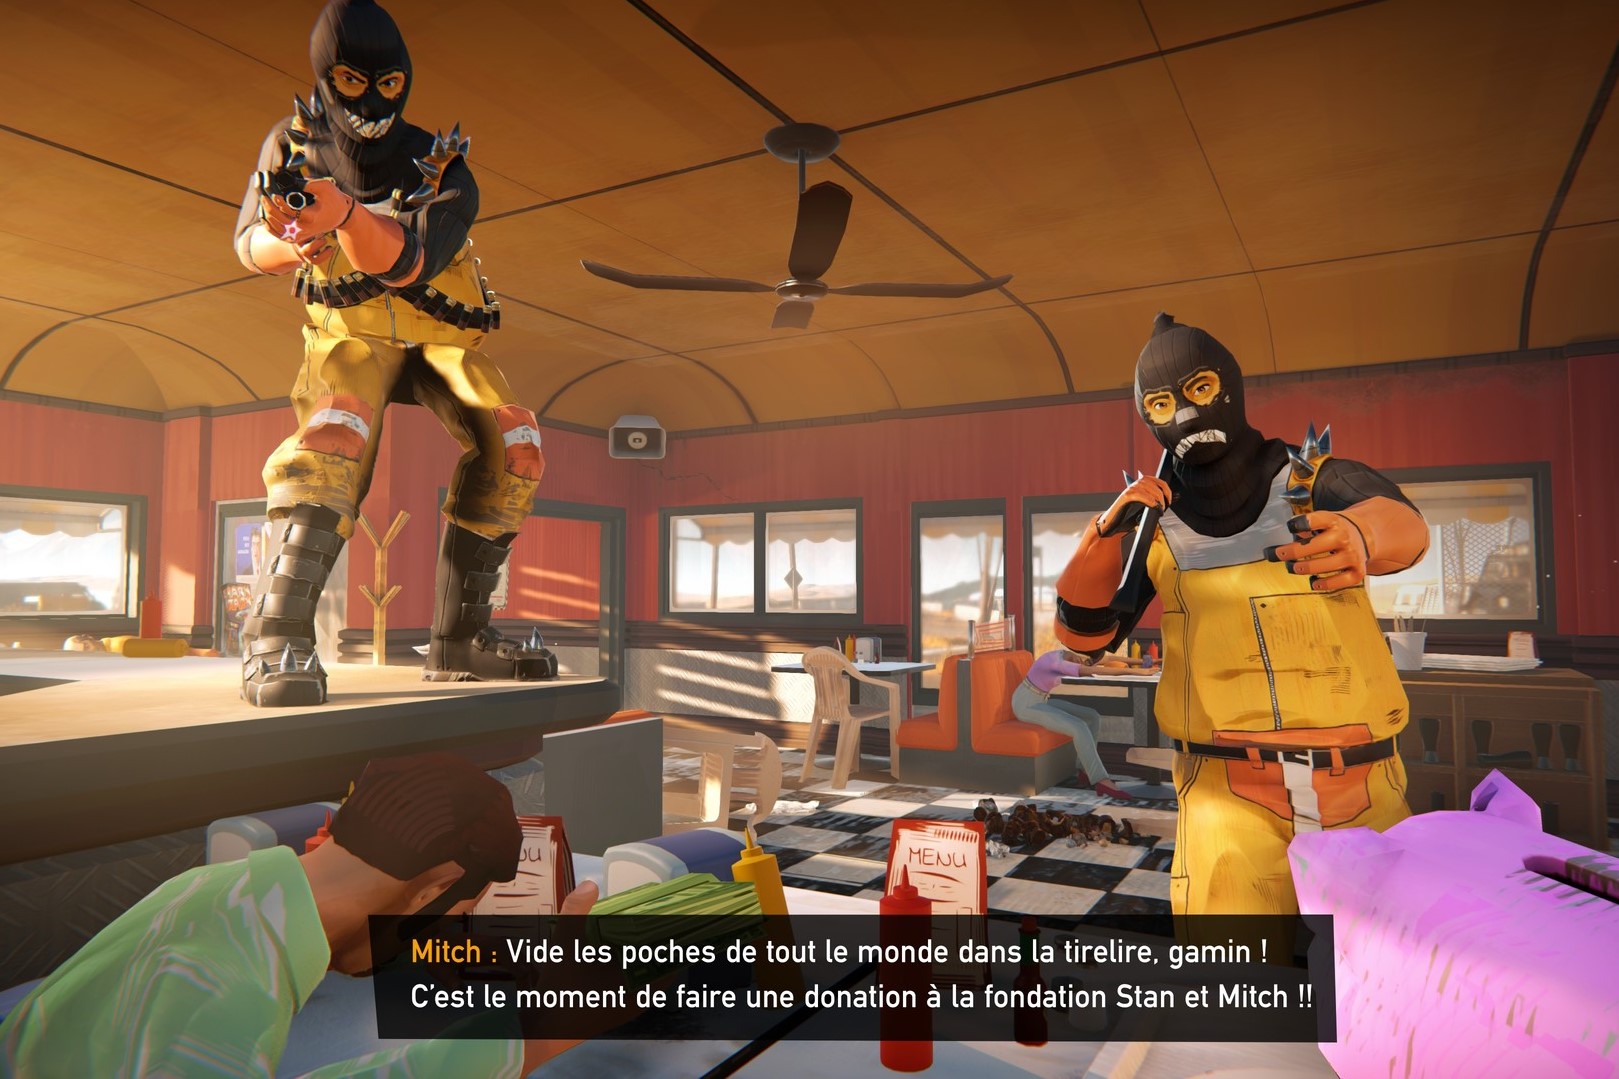 MENU
Mitch : Vide les poches de tout le monde dans la tirelire, gamin !
C'est le moment de faire une donation à la fondation Stan et Mitch !!